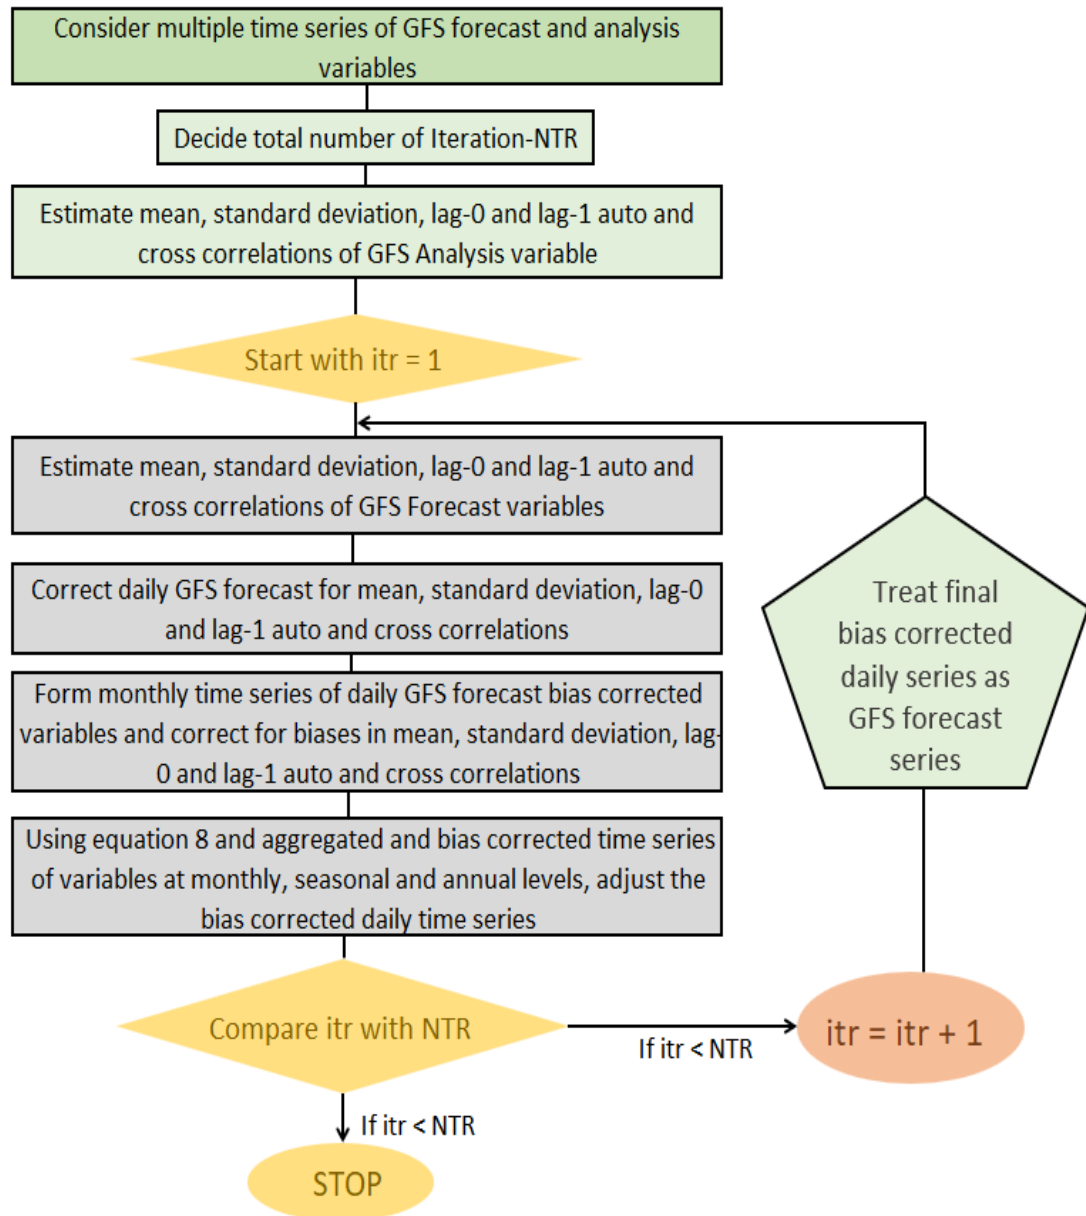 Consider multiple time series of GFS forecast and analysis
variables
Decide total number of Iteration-NTR
Estimate mean, standard deviation, lag-0 and lag-1 auto and
cross correlations of GFS Analysis variable
Start with itr = 1
Estimate mean, standard deviation, lag-0 and lag-1 auto and
cross correlations of GFS Forecast variables
Correct daily GFS forecast for mean, standard deviation, lag-0
and lag-1 auto and cross correlations
Form monthly time series of daily GFS forecast bias corrected
variables and correct for biases in mean, standard deviation, lag-
0 and lag-1 auto and cross correlations
Using equation 8 and aggregated and bias corrected time series
of variables at monthly, seasonal and annual levels, adjust the
bias corrected daily time series
Compare itr with NTR
If itr < NTR
itr = itr + 1
Treat final
bias corrected
daily series as
GFS forecast
series
If itr < NTR
STOP